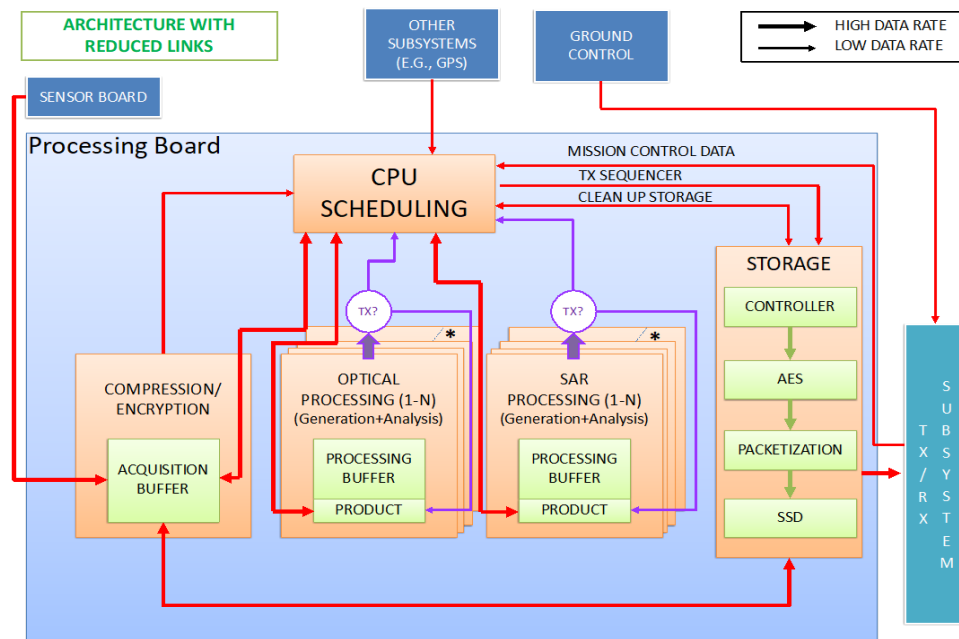 ARCHITECTURE WITH
REDUCED LINKS
OTHER
SUBSYSTEMS
(E.G., GPS)
GROUND
CONTROL
HIGH DATA RATE
LOW DATA RATE
SENSOR BOARD
Processing Board
CPU
SCHEDULING
MISSION CONTROL DATA
TX SEQUENCER
CLEAN UP STORAGE
STORAGE
CONTROLLER
AES
PACKETIZATION
SSD
TX?
TX?
*
*
COMPRESSION/
ENCRYPTION
ACQUISITION
BUFFER
OPTICAL
PROCESSING (1-N)
(Generation+Analysis)
PROCESSING
BUFFER
PRODUCT
SAR
PROCESSING (1-N)
(Generation+Analysis)
PROCESSING
BUFFER
PRODUCT
TX/RX
SUBSYSTEM